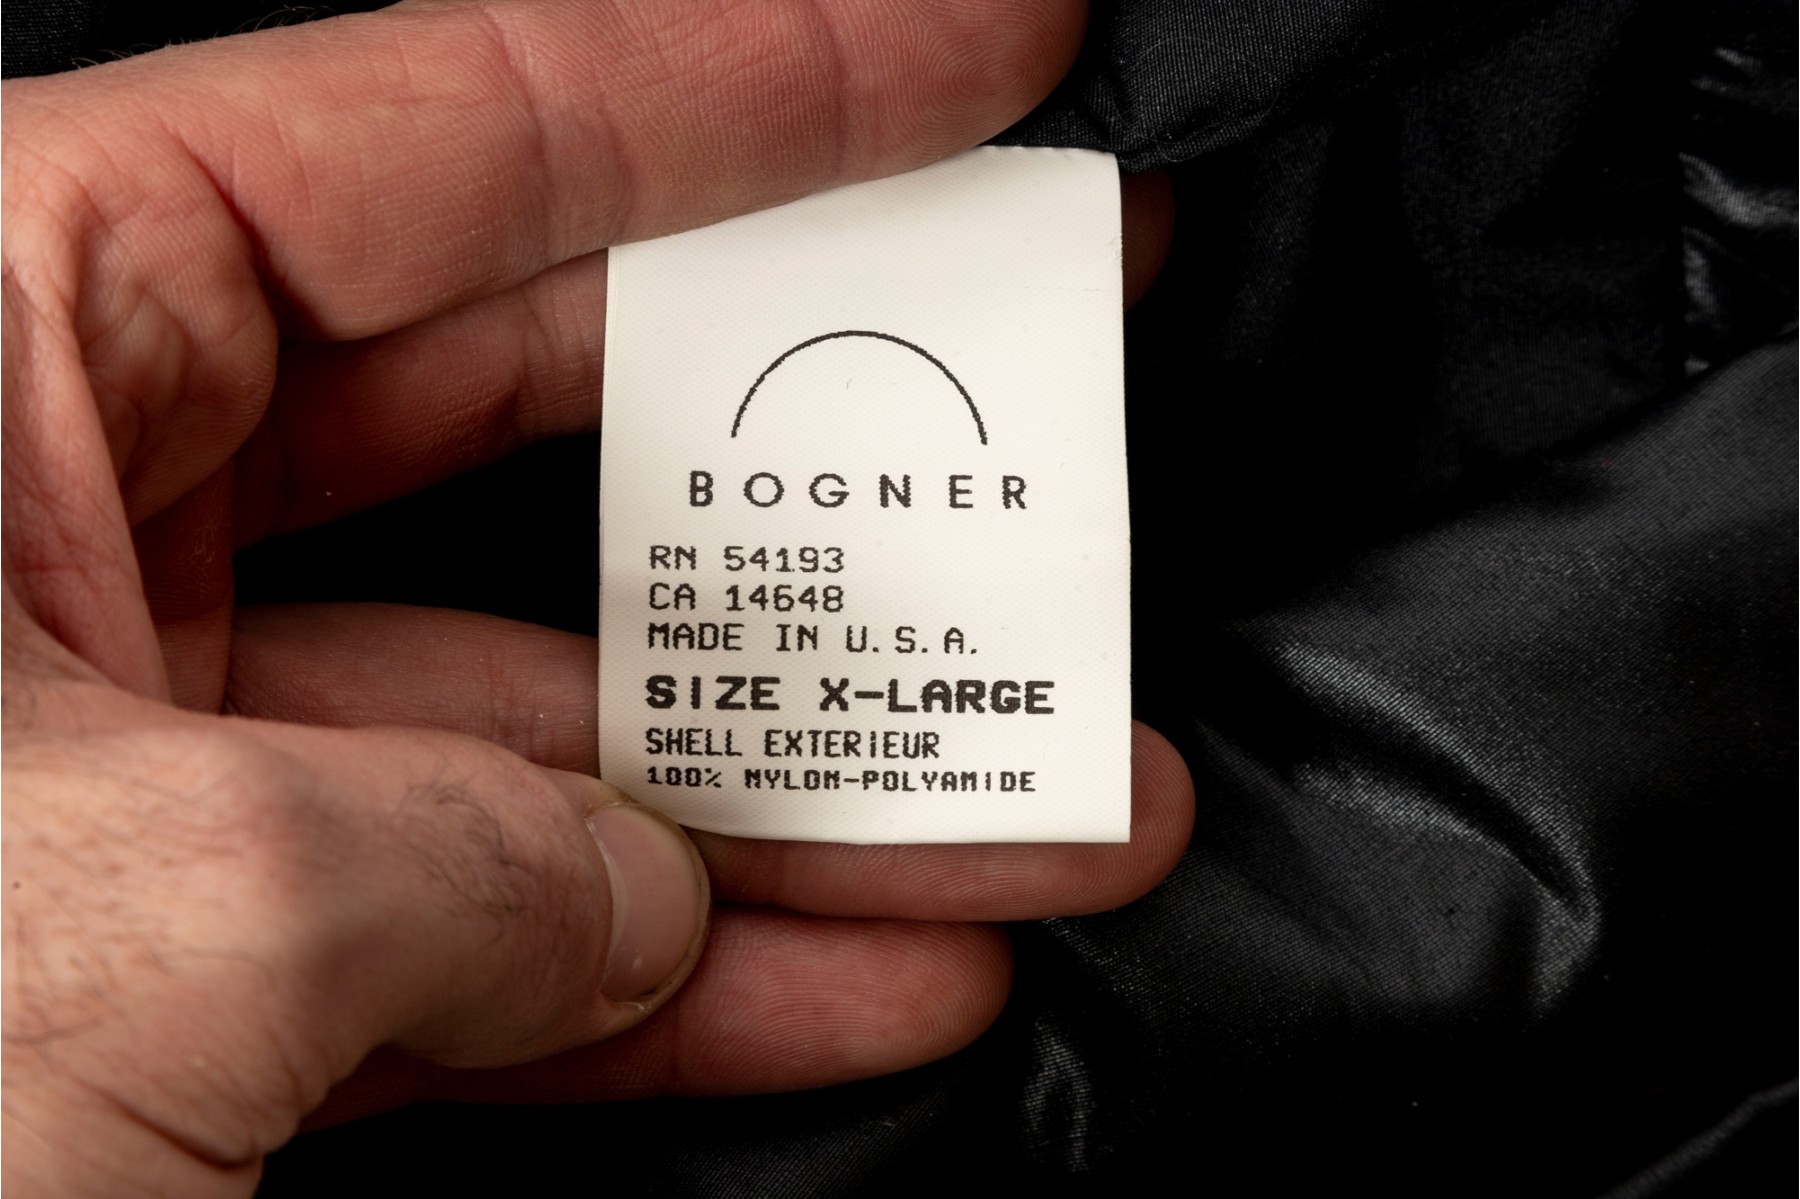 BOGNER
RN 54193
CA 14648
MADE IN U.S.A.
SIZE X-LARGE
SHELL EXTERIEUR
100% NYLON-POLYAMIDE